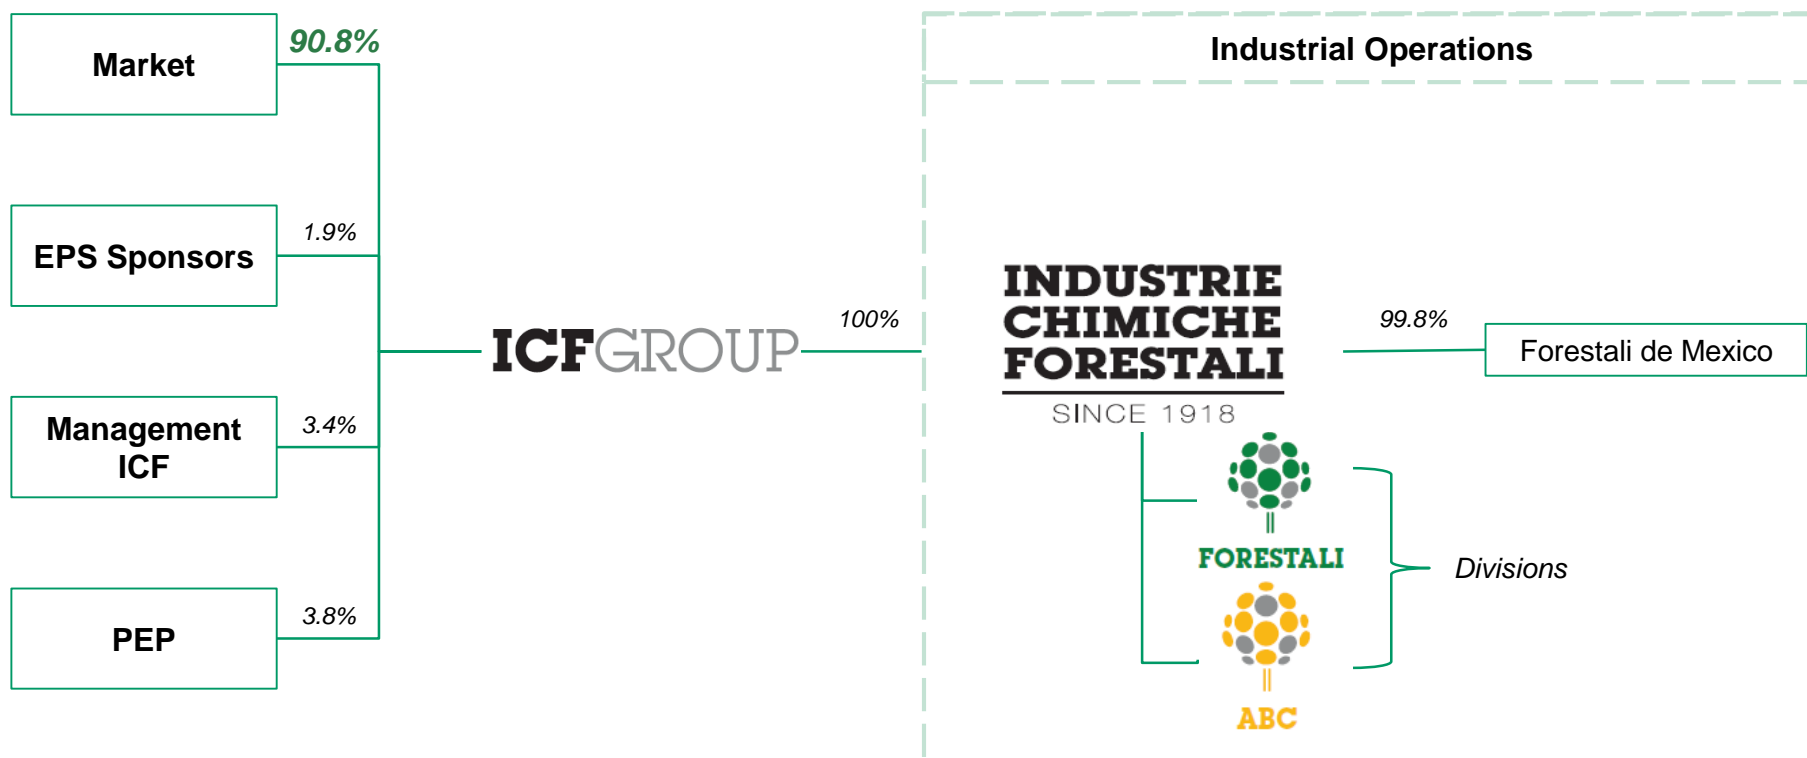 Market
90.8%
EPS Sponsors
1.9%
Management
ICF
3.4%
PEP
3.8%
ICFGROUP
100%
Industrial Operations
INDUSTRIE
CHIMICHE
FORESTALI
SINCE 1918
99.8%
Forestali de Mexico
FORESTALI
ABC
Divisions